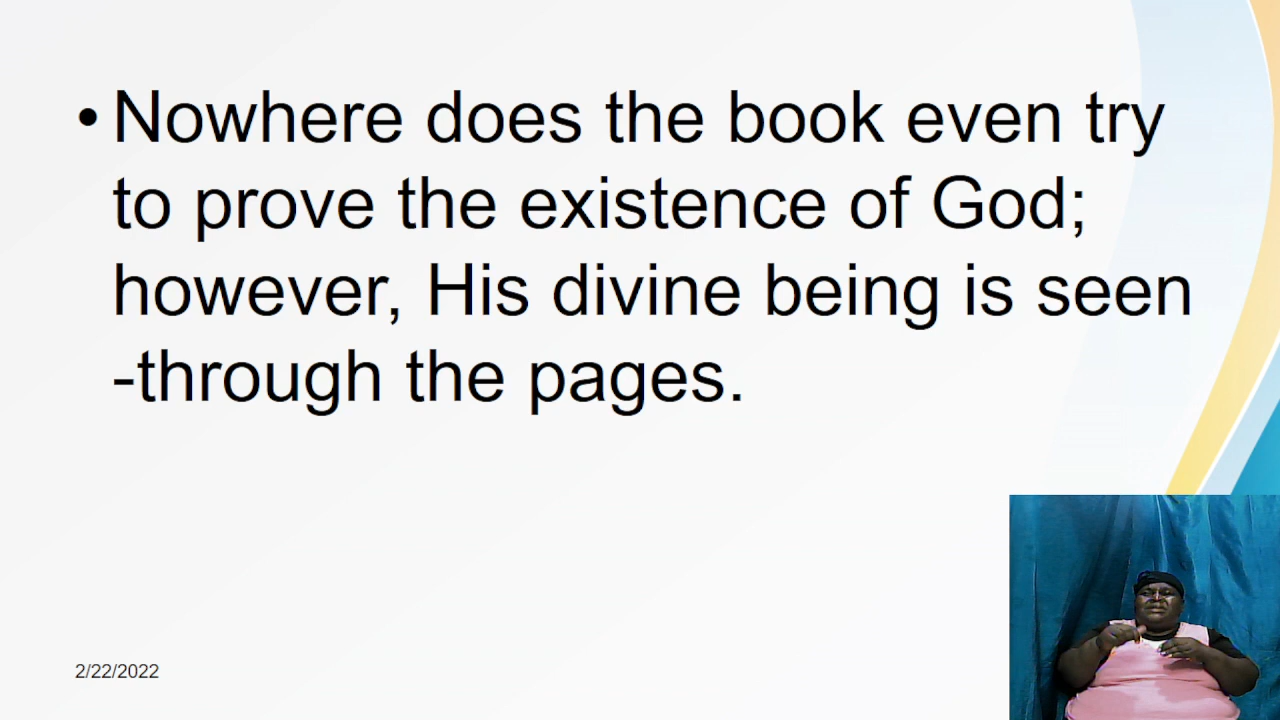 • Nowhere does the book even try
to prove the existence of God;
however, His divine being is seen
-through the pages.
2/22/2022